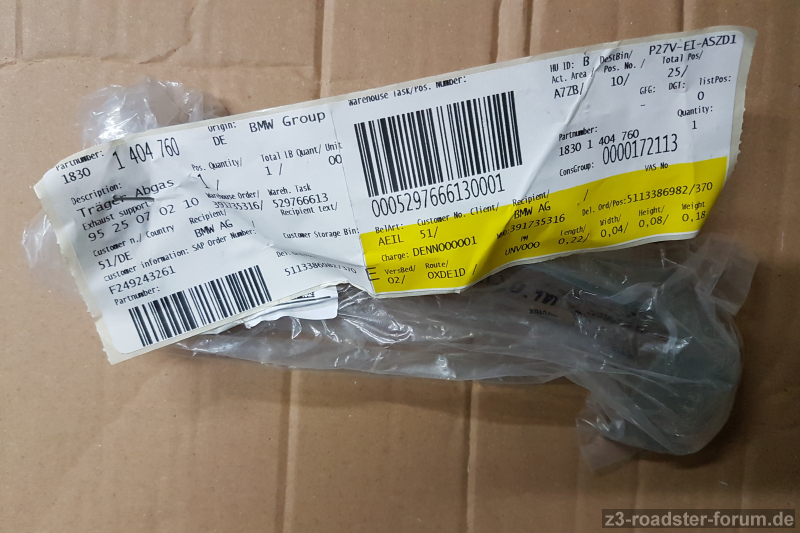 Partnumber:
1830 1 404 760
Origin: BMW Group
DE
Description:
Träger Abgas
Exhaust support
95 25 07 02 10
Pos. Quantity/
1/
Total IB Quant/ Unit
1/ 00
Warehouse Order/ Wareh. Task
391735316/ 529766613
Customer n./ Country
51/DE
Recipient/ Recipient text/
BMW AG /
Customer information: SAP Order Number:
F249243261
Customer Storage Bin:
5113386982/370
Partnumber:
Warehouse Task/Pos. Number:
0005297666130001
HU ID: B DestBin/ P27V-EI-ASZD1
Act. Area/ Pos. No./ Total Pos/
A7ZB/ 10/ 25/
GFG: DGT: listPos:
– 0
Partnumber: Quantity:
1830 1 404 760 1
ConsGroup: 0000172113
BelArt: Customer No. Client/ Recipient/ VAS No
AEIL 51/ BMW AG /
Charge: DENNO00001 391735316/ Del. Ord/Pos: 5113386982/370
VersBed/ Route/ PM Length/ Width/ Height/ Weight
02/ 0XDE1D / UNV000 0,22/ 0,04/ 0,08/ 0,18
E
z3-roadster-forum.de